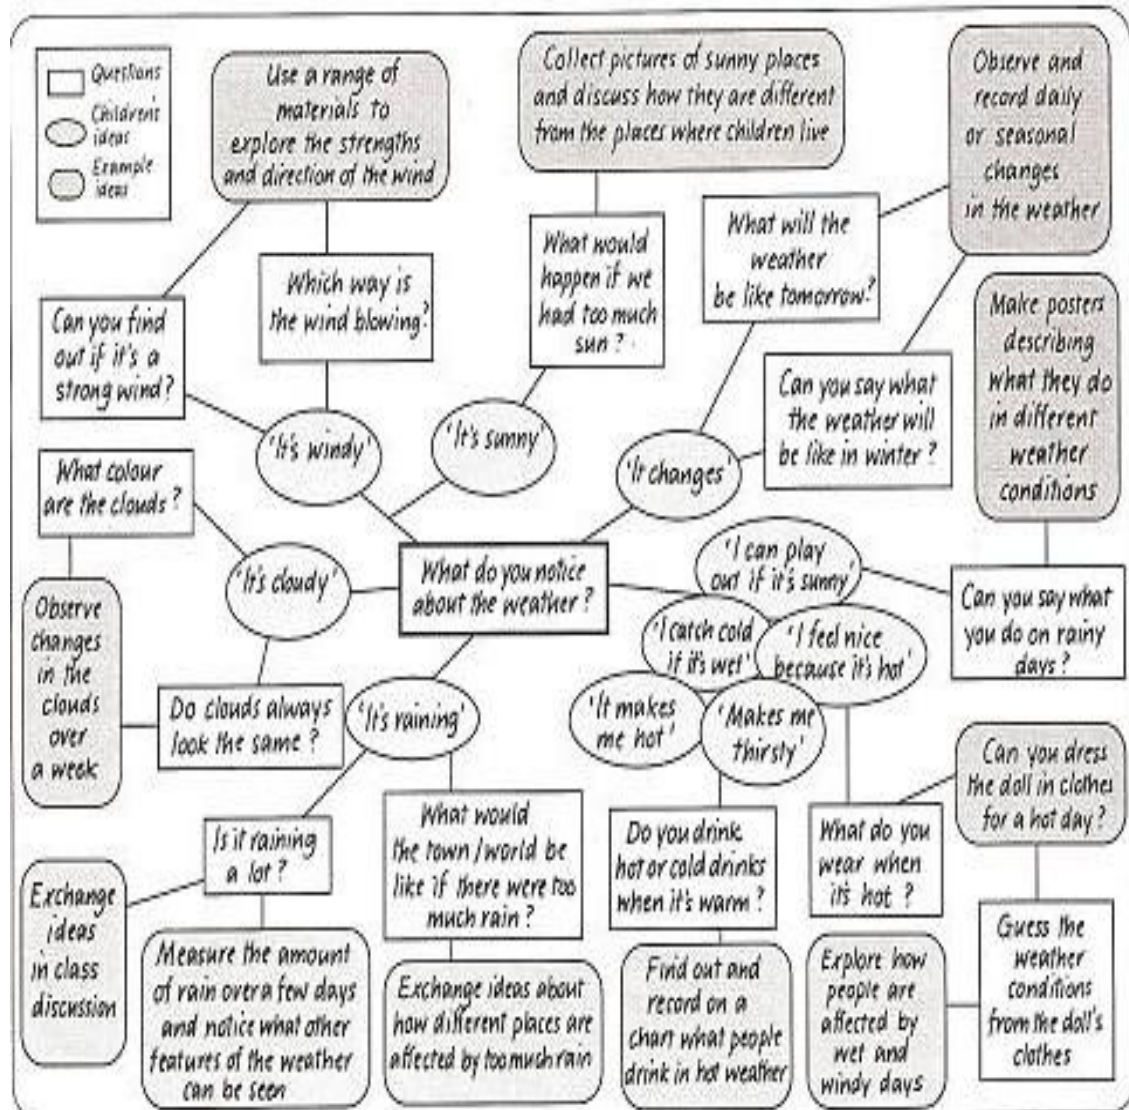 Questions
Children's
ideas
Example
ideas
Use a range of
materials to
explore the strengths
and direction of the wind
Collect pictures of sunny places
and discuss how they are different
from the places where children live
Observe and
record daily
or seasonal
changes
in the weather
What would
happen if we
had too much
sun?
What will the
weather
be like tomorrow?
Which way is
the wind blowing?
Can you find
out if it's a
strong wind?
Make posters
describing
what they do
in different
weather
conditions
Can you say what
the weather will
be like in winter?
'It's windy'
'It's sunny'
'It changes'
What colour
are the clouds?
'It's cloudy'
What do you notice
about the weather?
'I can play
out if it's sunny'
'I catch cold
if it's wet'
'I feel nice
because it's hot'
'It makes
me hot'
'Makes me
thirsty'
Can you say what
you do on rainy
days?
Observe
changes
in the
clouds
over
a week
Do clouds always
look the same?
'It's raining'
Can you dress
the doll in clothes
for a hot day?
Is it raining
a lot?
What would
the town/world be
like if there were too
much rain?
Do you drink
hot or cold drinks
when it's warm?
What do you
wear when
it's hot?
Exchange
ideas
in class
discussion
Measure the amount
of rain over a few days
and notice what other
features of the weather
can be seen
Exchange ideas about
how different places are
affected by too much rain
Find out and
record on a
chart what people
drink in hot weather
Explore how
people are
affected by
wet and
windy days
Guess the
weather
conditions
from the doll's
clothes